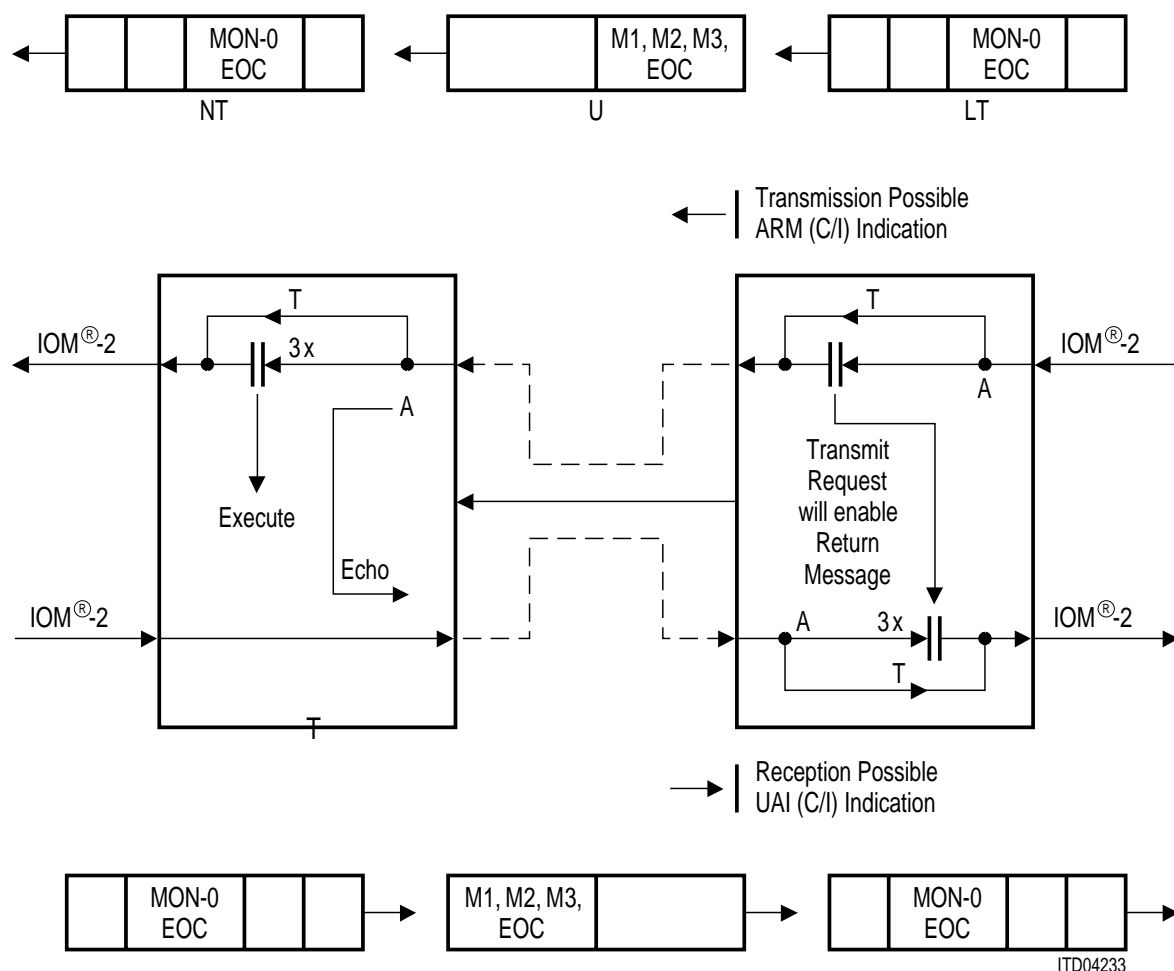 MON-0
EOC
M1, M2, M3,
EOC
MON-0
EOC
NT
U
LT
Transmission Possible
ARM (C/I) Indication
T
T
IOM®-2
3x
IOM®-2
A
A
Transmit
Request
will enable
Return
Message
Execute
Echo
IOM®-2
A
3x
IOM®-2
T
T
Reception Possible
UAI (C/I) Indication
MON-0
EOC
M1, M2, M3,
EOC
MON-0
EOC
ITD04233